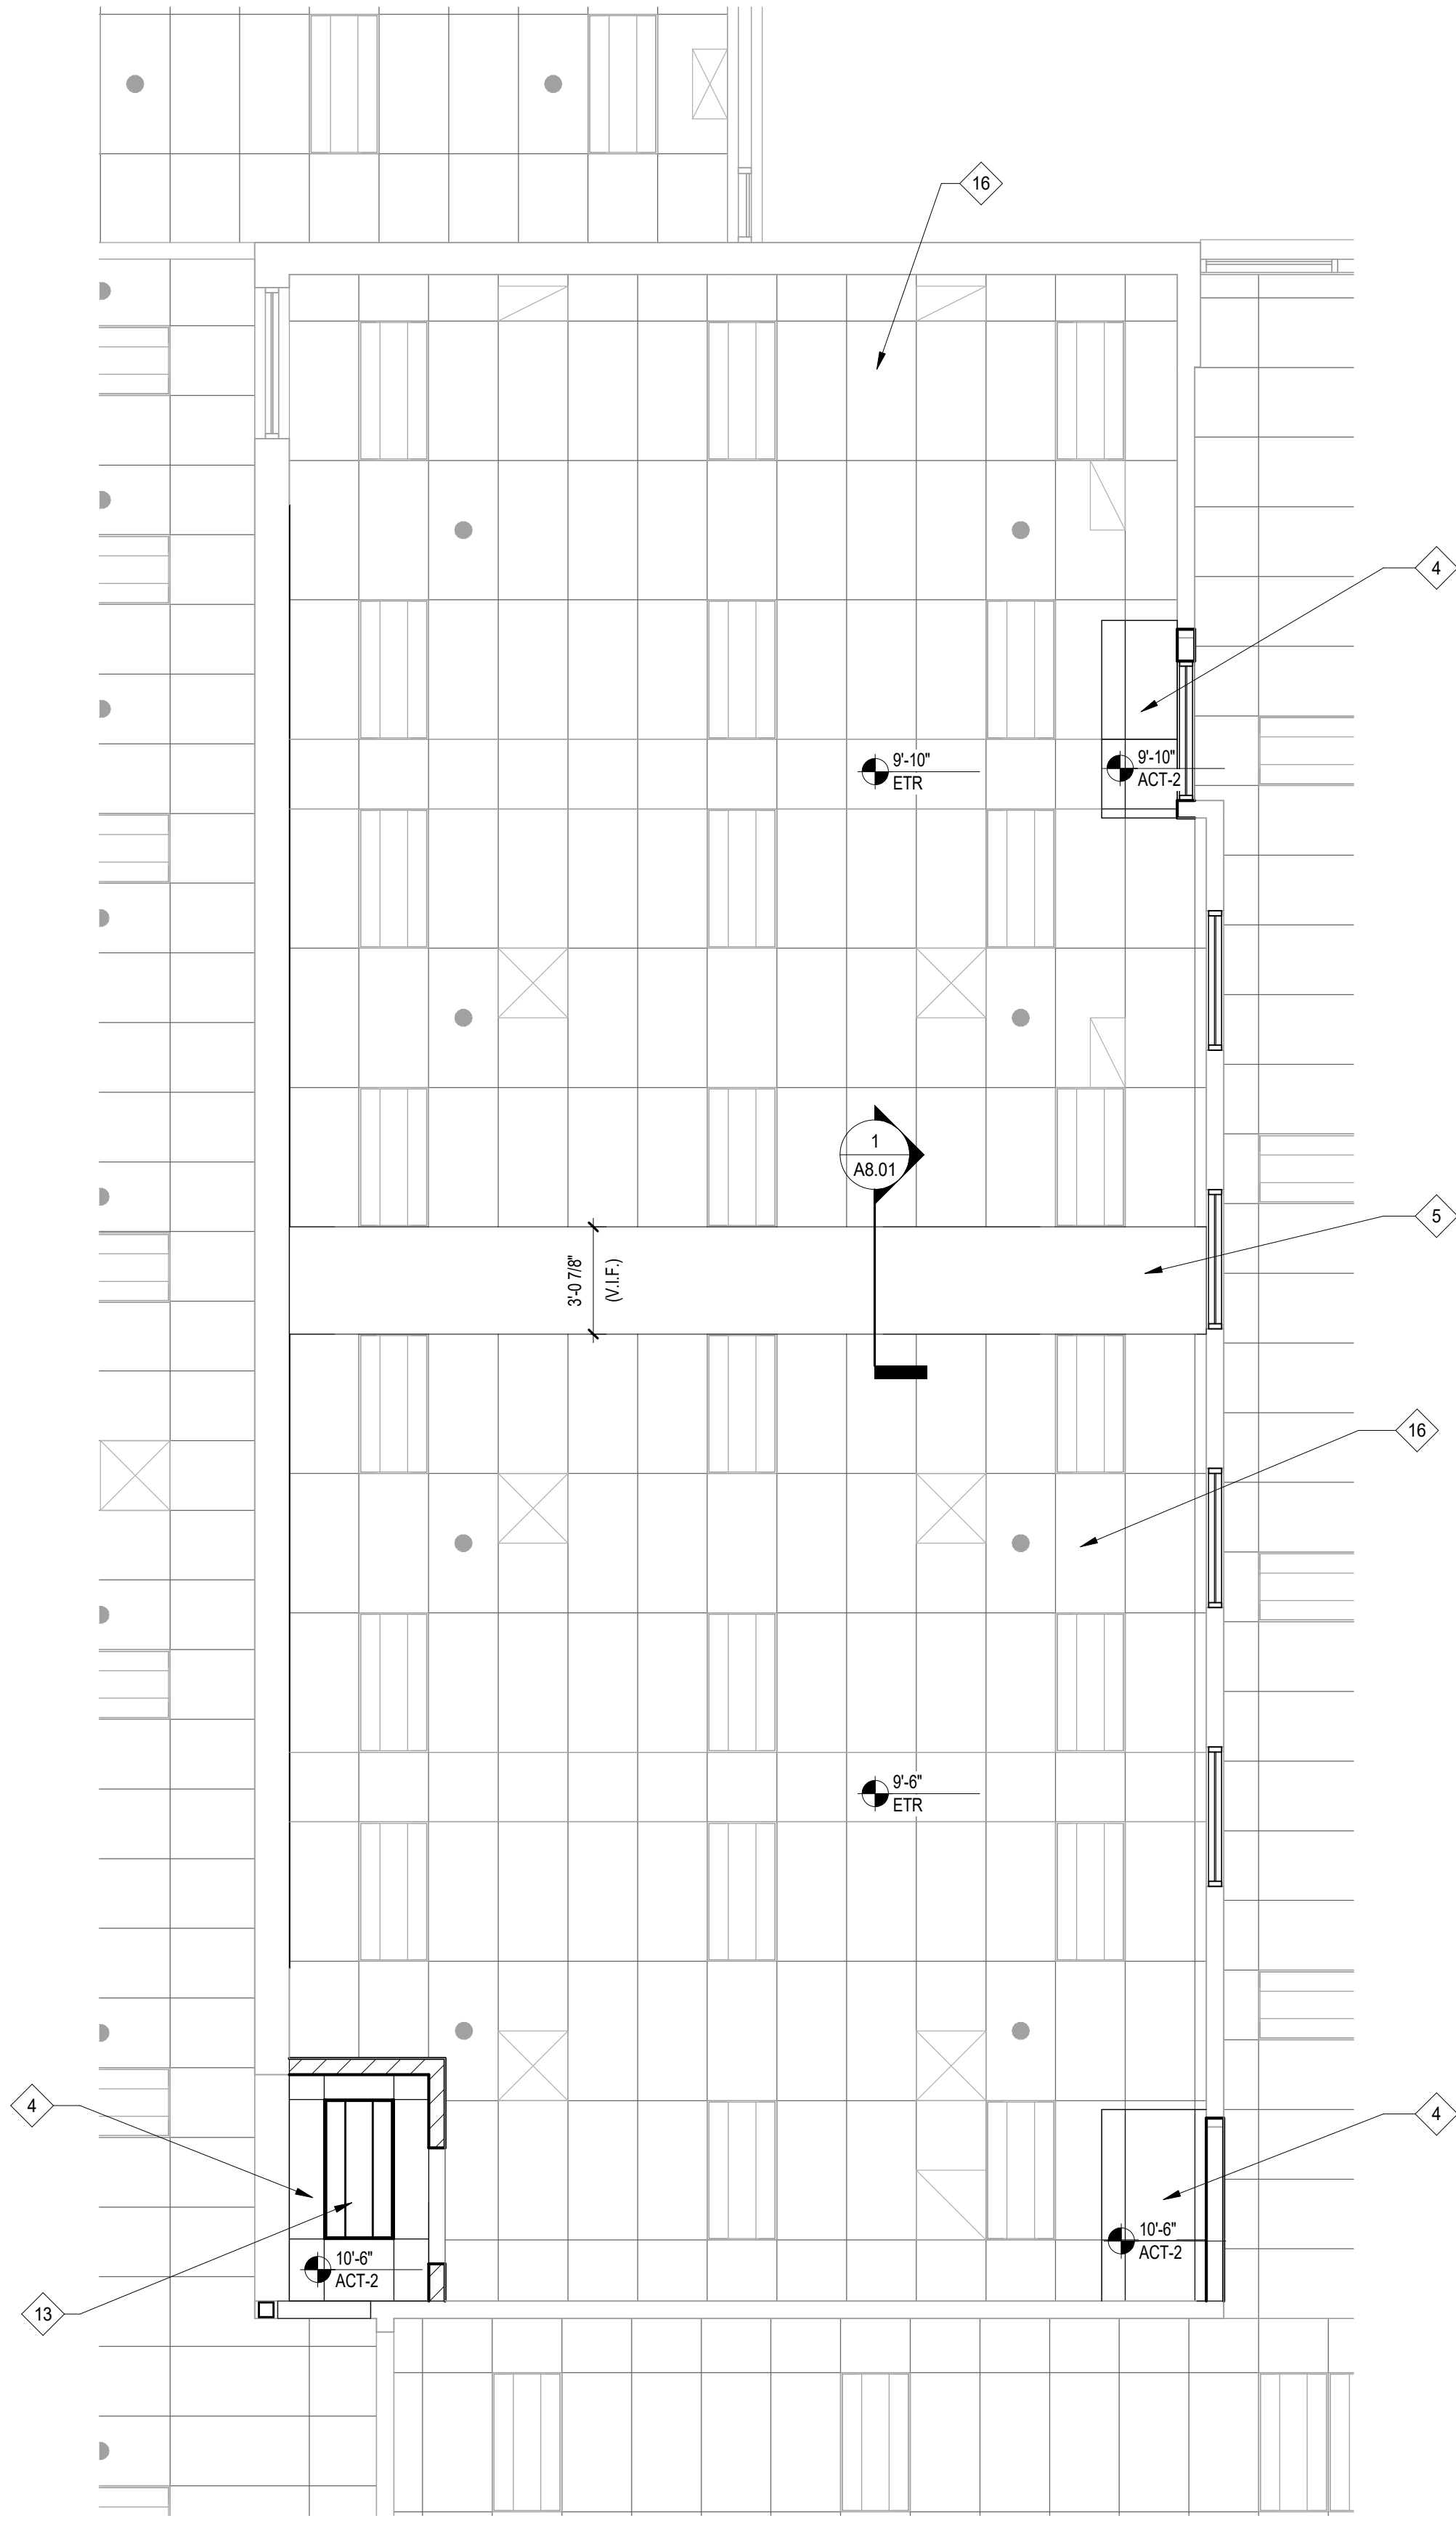 16
4
9'-10"
ETR
9'-10"
ACT-2
1
A8.01
5
3'-0 7/8"
(V.I.F.)
16
9'-6"
ETR
4
4
10'-6"
ACT-2
10'-6"
ACT-2
13